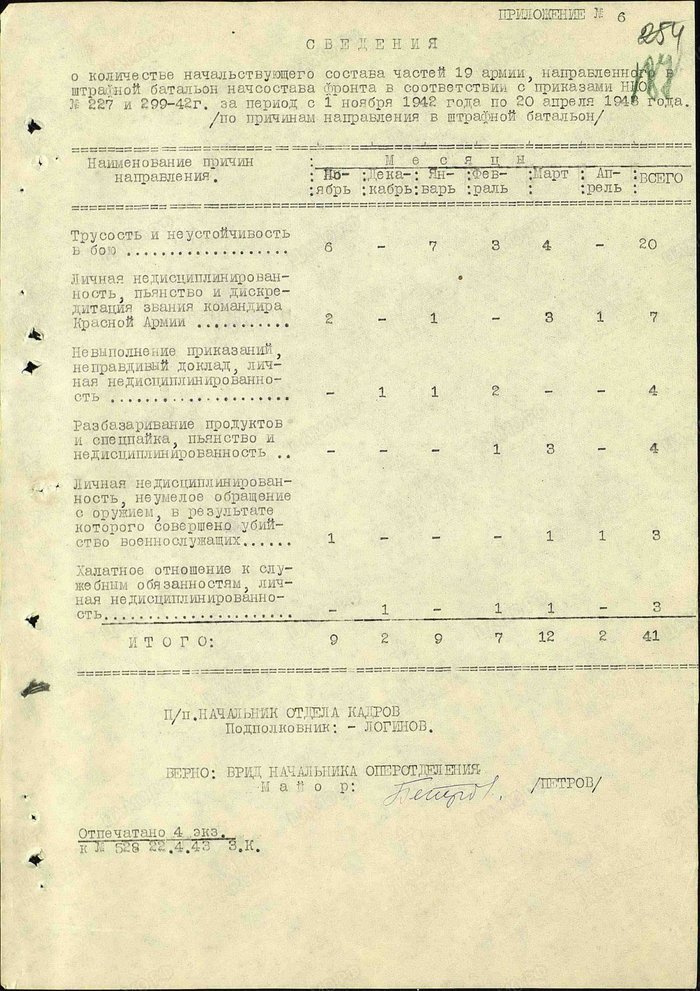 ПРИЛОЖЕНИЕ № 6
254
С В Е Д Е Н И Я
о количестве начальствующего состава частей 19 армии, направленного в
штрафной батальон начсостава фронта в соответствии с приказами НКО
№ 227 и 299-42г. за период с 1 ноября 1942 года по 20 апреля 1943 года.
/по причинам направления в штрафной батальон/
Наименование причин : М е с я ц ы
направления. : Но- :Дека- : Ян- :Фев- : Март : Ап- :ВСЕГО
: ябрь :кабрь: варь :раль : : рель :
Трусость и неустойчивость
в бою ................... 6 - 7 3 4 - 20
Личная недисциплинирован-
ность, пьянство и дискре-
дитация звания командира
Красной Армии ........... 2 - 1 - 3 1 7
Невыполнение приказаний,
неправдивый доклад, лич-
ная недисциплинированно-
сть ..................... - 1 1 2 - - 4
Разбазаривание продуктов
и спецпайка, пьянство и
недисциплинированность .. - - - 1 3 - 4
Личная недисциплинирован-
ность, неумелое обращение
с оружием, в результате
которого совершено убий-
ство военнослужащих...... 1 - - - 1 1 3
Халатное отношение к слу-
жебным обязанностям, лич-
ная недисциплинированно-
сть...................... - 1 - 1 1 - 3
И Т О Г О: 9 2 9 7 12 2 41
П/п.НАЧАЛЬНИК ОТДЕЛА КАДРОВ
Подполковник: - ЛОГИНОВ.
ВЕРНО: ВРИД НАЧАЛЬНИКА ОПЕРОТДЕЛЕНИЯ
М а й о р: Петров /ПЕТРОВ/
Отпечатано 4 экз.
к № 529 22.4.43 З.К.